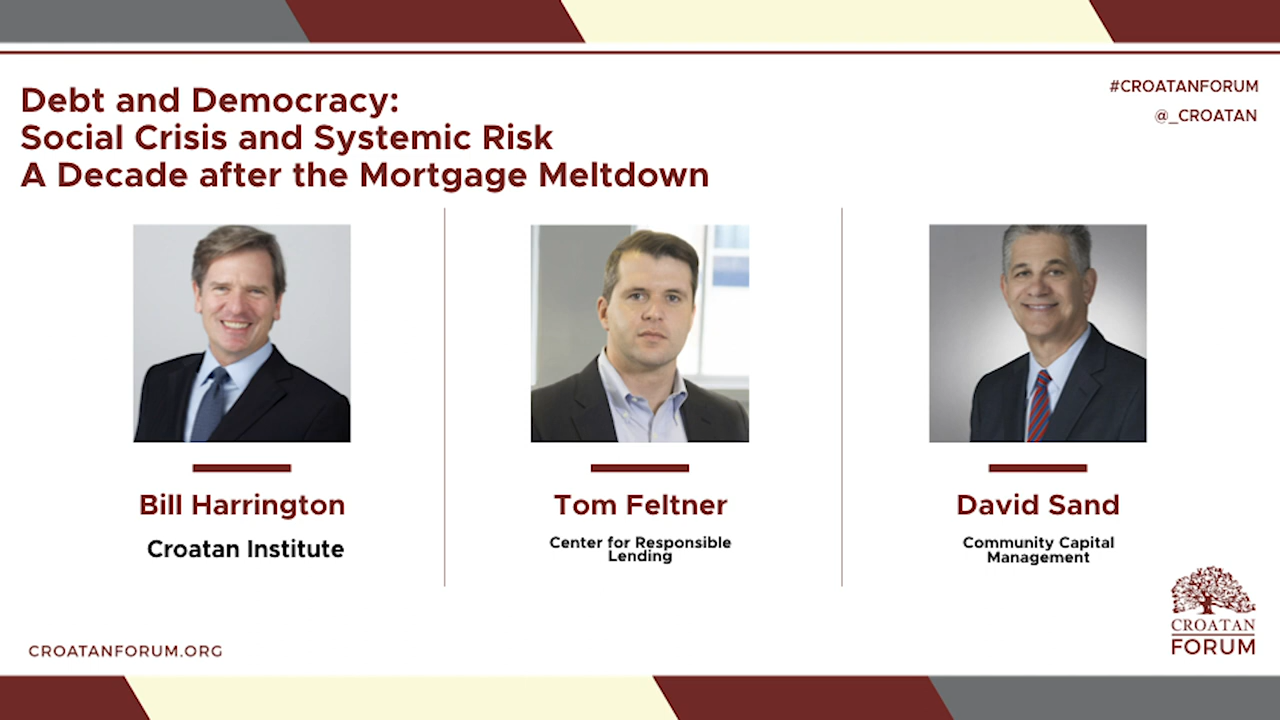 Debt and Democracy:
Social Crisis and Systemic Risk
A Decade after the Mortgage Meltdown
#CROATANFORUM
@_CROATAN
Bill Harrington
Croatan Institute
Tom Feltner
Center for Responsible
Lending
David Sand
Community Capital
Management
CROATANFORUM.ORG
CROATAN
FORUM